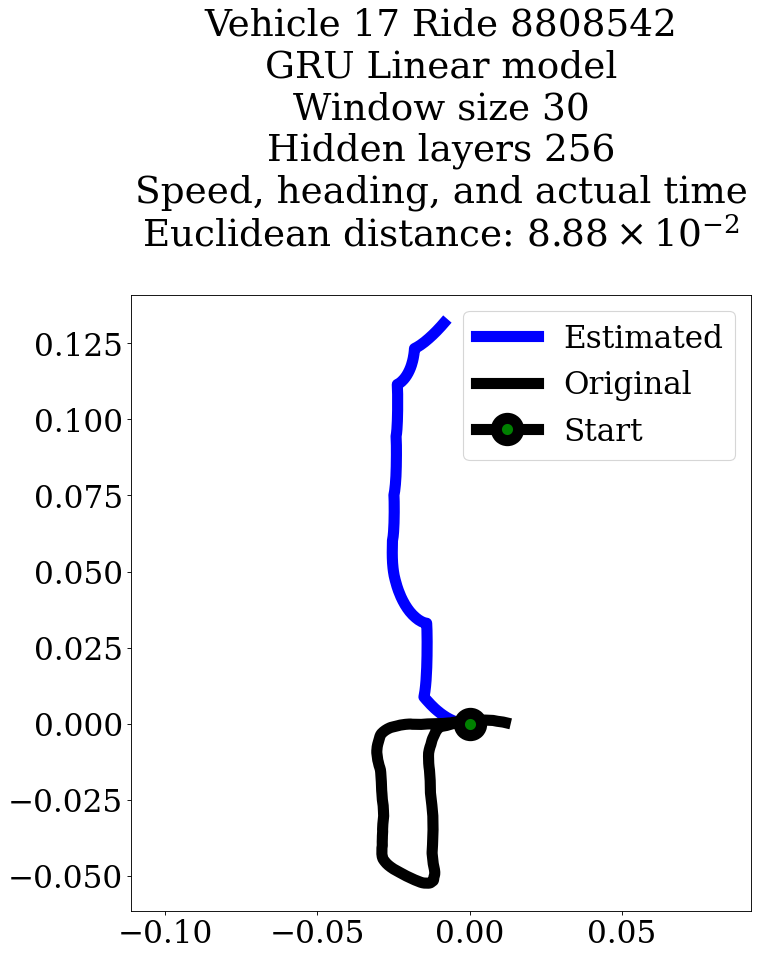 Vehicle 17 Ride 8808542
GRU Linear model
Window size 30
Hidden layers 256
Speed, heading, and actual time
Euclidean distance: 8.88 × 10⁻²
Estimated
Original
Start
0.125
0.100
0.075
0.050
0.025
0.000
−0.025
−0.050
−0.10
−0.05
0.00
0.05